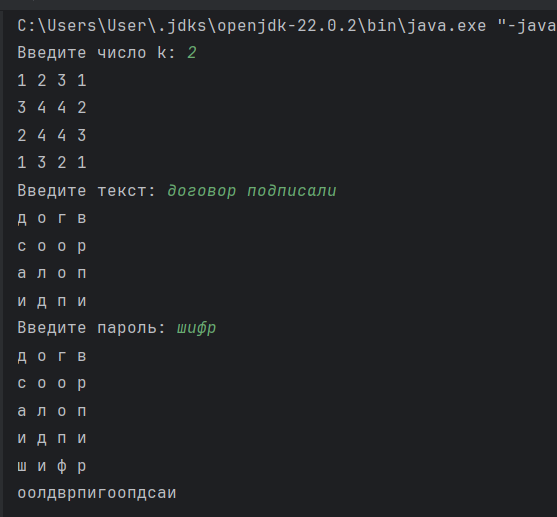 C:\Users\User\.jdks\openjdk-22.0.2\bin\java.exe "-java
Введите число k: 2
1 2 3 1
3 4 4 2
2 4 4 3
1 3 2 1
Введите текст: договор подписали
д о г в
с о о р
а л о п
и д п и
Введите пароль: шифр
д о г в
с о о р
а л о п
и д п и
ш и ф р
оолдврпигоопдсаи